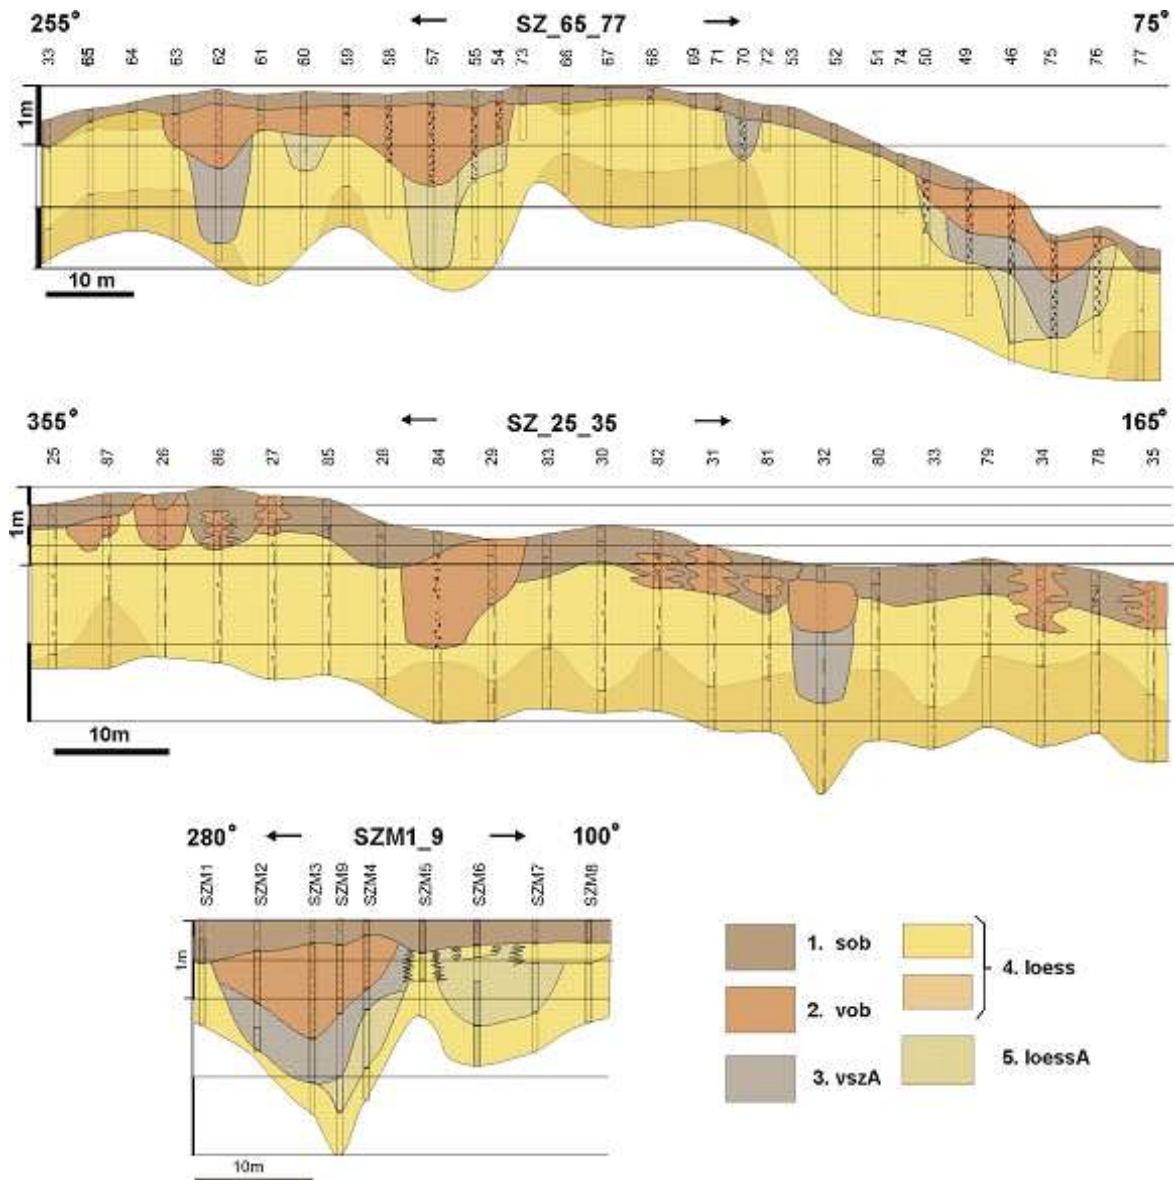 255° ← SZ_65_77 → 75°
33 65 64 63 62 61 60 59 58 57 55 54 73 66 67 68 69 71 70 72 53 52 51 74 50 49 46 75 76 77
1m
10 m
355° ← SZ_25_35 → 165°
25 87 26 86 27 85 28 84 29 83 30 82 31 81 32 80 33 79 34 78 35
1m
10m
280° ← SZM1_9 → 100°
SZM1 SZM2 SZM3 SZM9 SZM4 SZM5 SZM6 SZM7 SZM8
1m
10m
1. sob
2. vob
3. vszA
4. loess
5. loessA